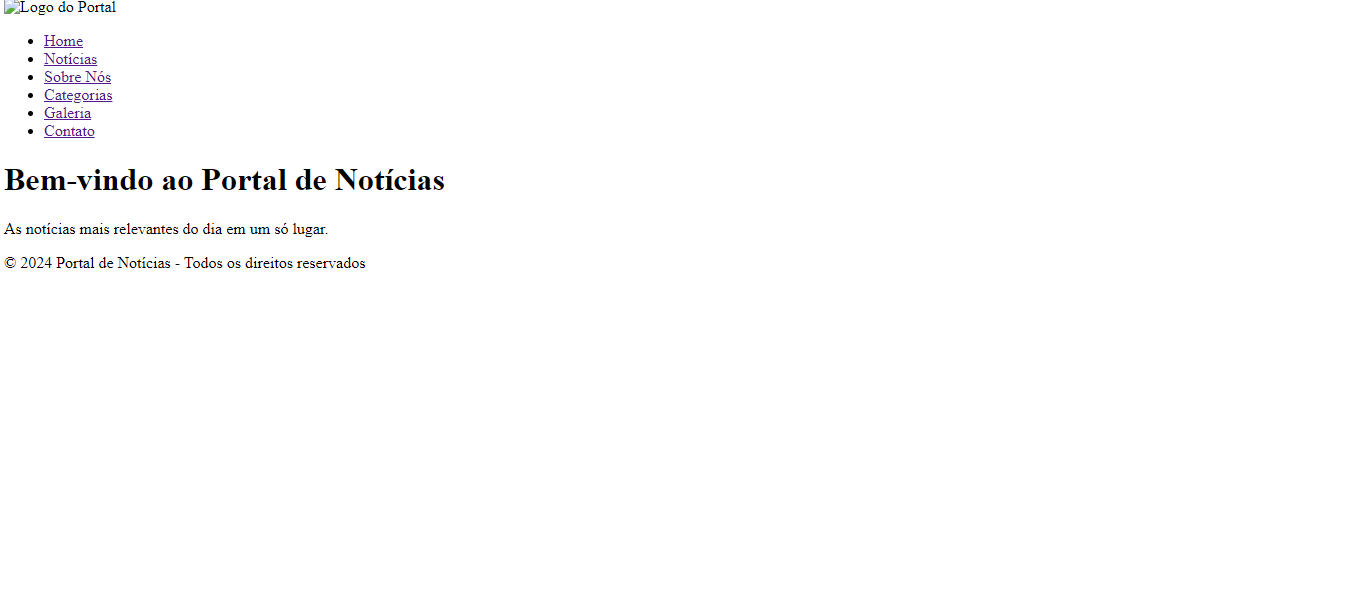 Logo do Portal
Home
Notícias
Sobre Nós
Categorias
Galeria
Contato
Bem-vindo ao Portal de Notícias
As notícias mais relevantes do dia em um só lugar.
© 2024 Portal de Notícias - Todos os direitos reservados